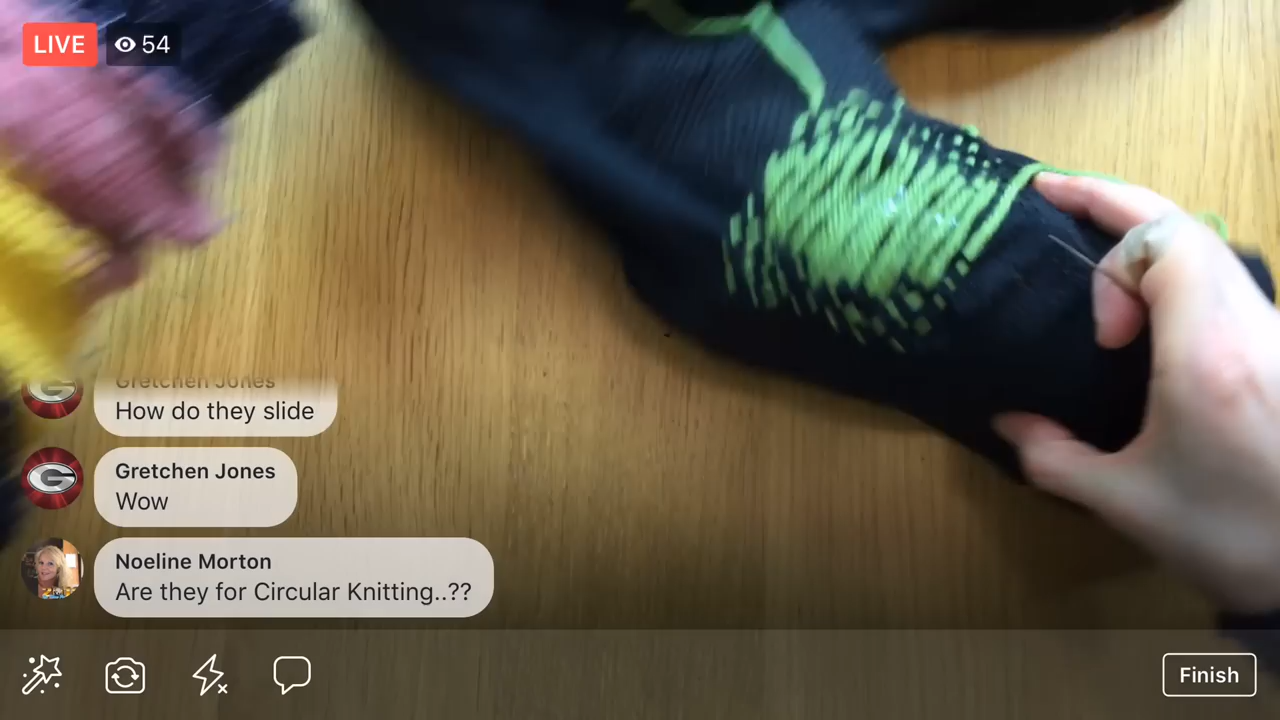 LIVE 54
Gretchen Jones
How do they slide
Gretchen Jones
Wow
Noeline Morton
Are they for Circular Knitting..??
Finish